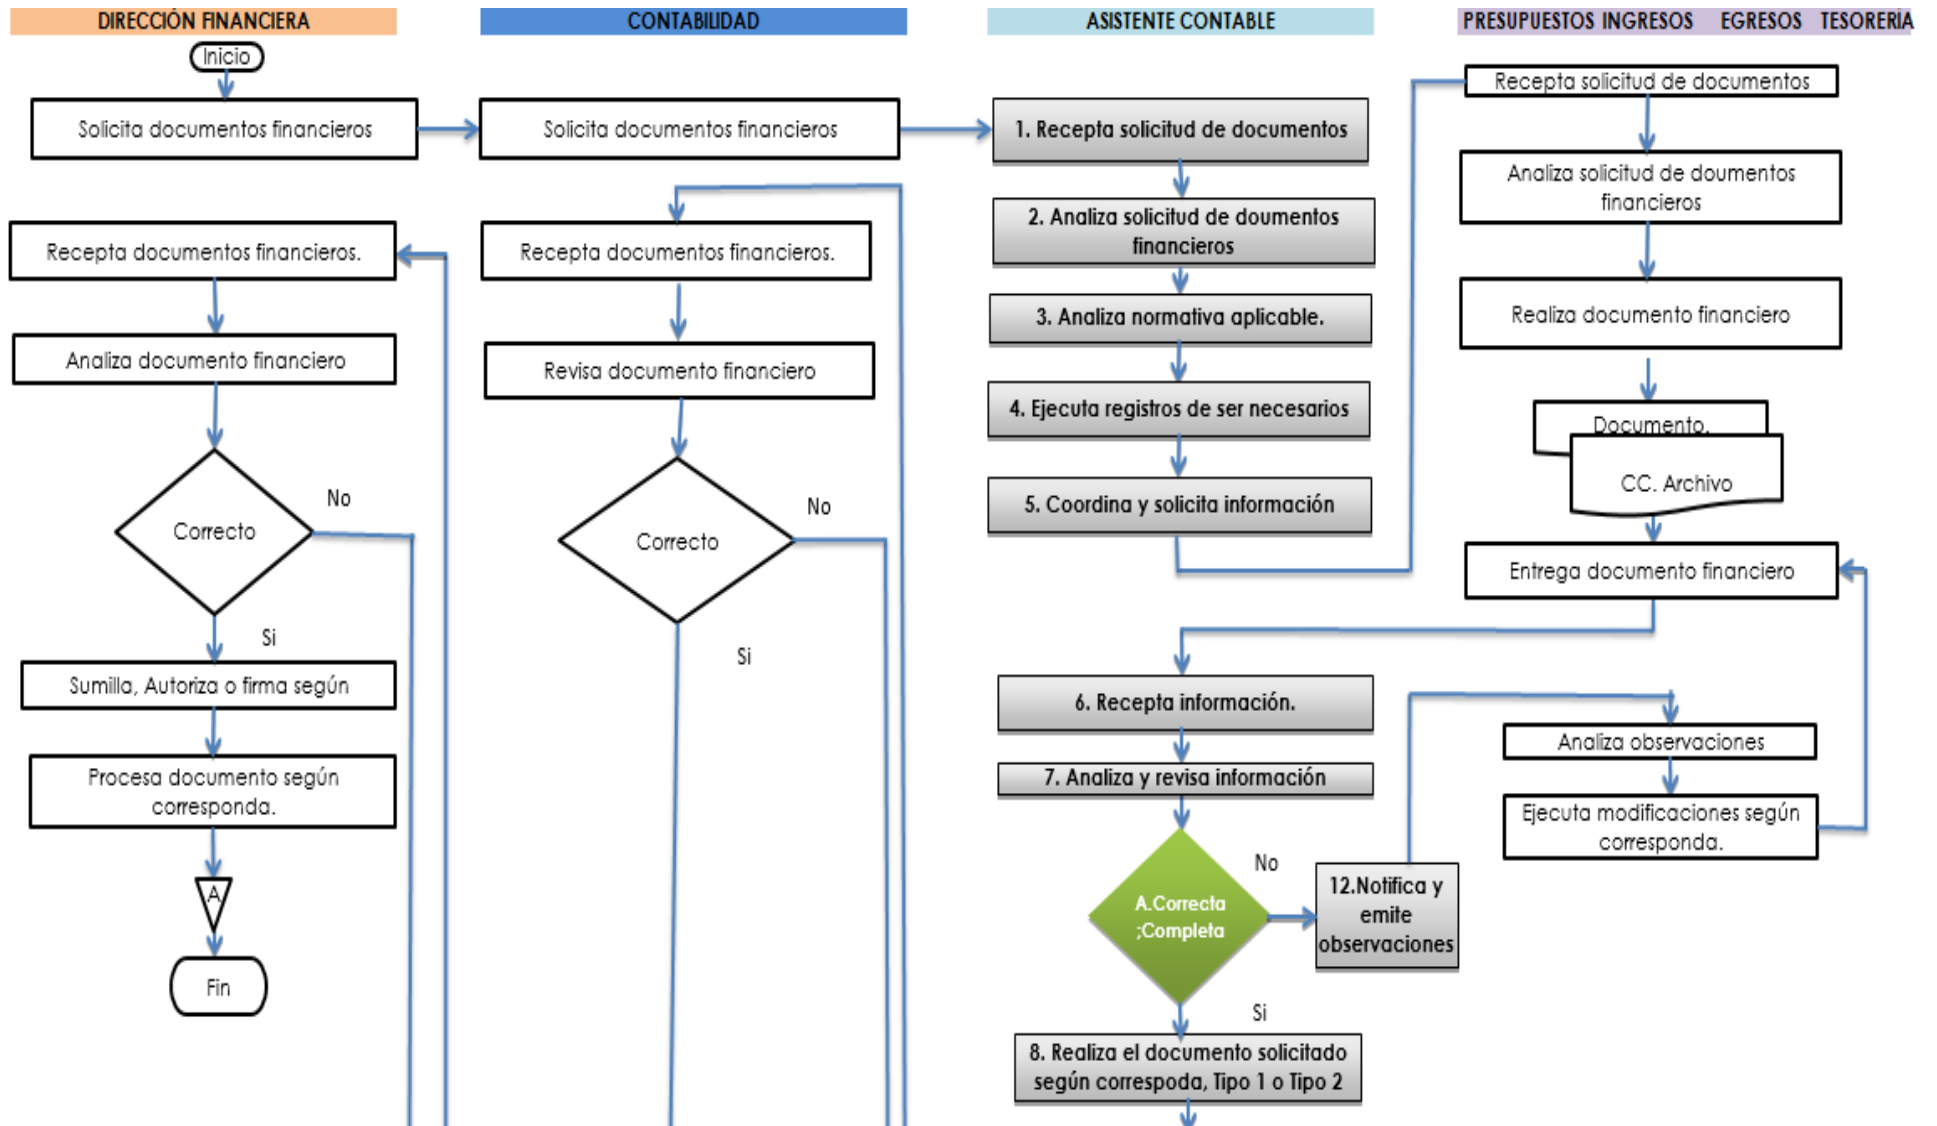 DIRECCIÓN FINANCIERA
Inicio
Solicita documentos financieros
Recepta documentos financieros.
Analiza documento financiero
Correcto
No
Si
Sumilla, Autoriza o firma según
Procesa documento según
corresponda.
A
Fin
CONTABILIDAD
Solicita documentos financieros
Recepta documentos financieros.
Revisa documento financiero
Correcto
No
Si
ASISTENTE CONTABLE
1. Recepta solicitud de documentos
2. Analiza solicitud de doumentos
financieros
3. Analiza normativa aplicable.
4. Ejecuta registros de ser necesarios
5. Coordina y solicita información
6. Recepta información.
7. Analiza y revisa información
A.Correcta
;Completa
No
12.Notifica y
emite
observaciones
Si
8. Realiza el documento solicitado
según correspoda, Tipo 1 o Tipo 2
PRESUPUESTOS INGRESOS EGRESOS TESORERIA
Recepta solicitud de documentos
Analiza solicitud de doumentos
financieros
Realiza documento financiero
Documento.
CC. Archivo
Entrega documento financiero
Analiza observaciones
Ejecuta modificaciones según
corresponda.